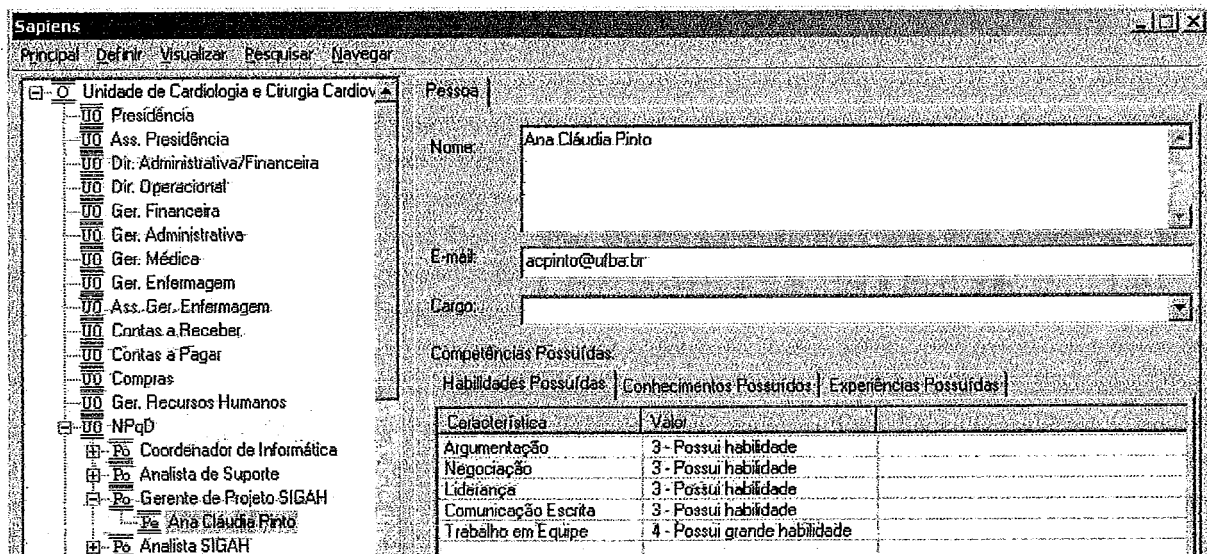 Sapiens
Principal Definir Visualizar Pesquisar Navegar
O Unidade de Cardiologia e Cirurgia Cardiov
UO Presidência
UO Ass. Presidência
UO Dir. Administrativa/Financeira
UO Dir. Operacional
UO Ger. Financeira
UO Ger. Administrativa
UO Ger. Médica
UO Ger. Enfermagem
UO Ass. Ger. Enfermagem
UO Contas a Receber
UO Contas a Pagar
UO Compras
UO Ger. Recursos Humanos
UO NPqD
Po Coordenador de Informática
Po Analista de Suporte
Po Gerente de Projeto SIGAH
Pe Ana Cláudia Pinto
Po Analista SIGAH
Pessoa
Nome: Ana Cláudia Pinto
E-mail: acpinto@ufba.br
Cargo:
Competências Possuídas:
Habilidades Possuídas Conhecimentos Possuídos Experiências Possuídas
Característica Valor
Argumentação 3 - Possui habilidade
Negociação 3 - Possui habilidade
Liderança 3 - Possui habilidade
Comunicação Escrita 3 - Possui habilidade
Trabalho em Equipe 4 - Possui grande habilidade